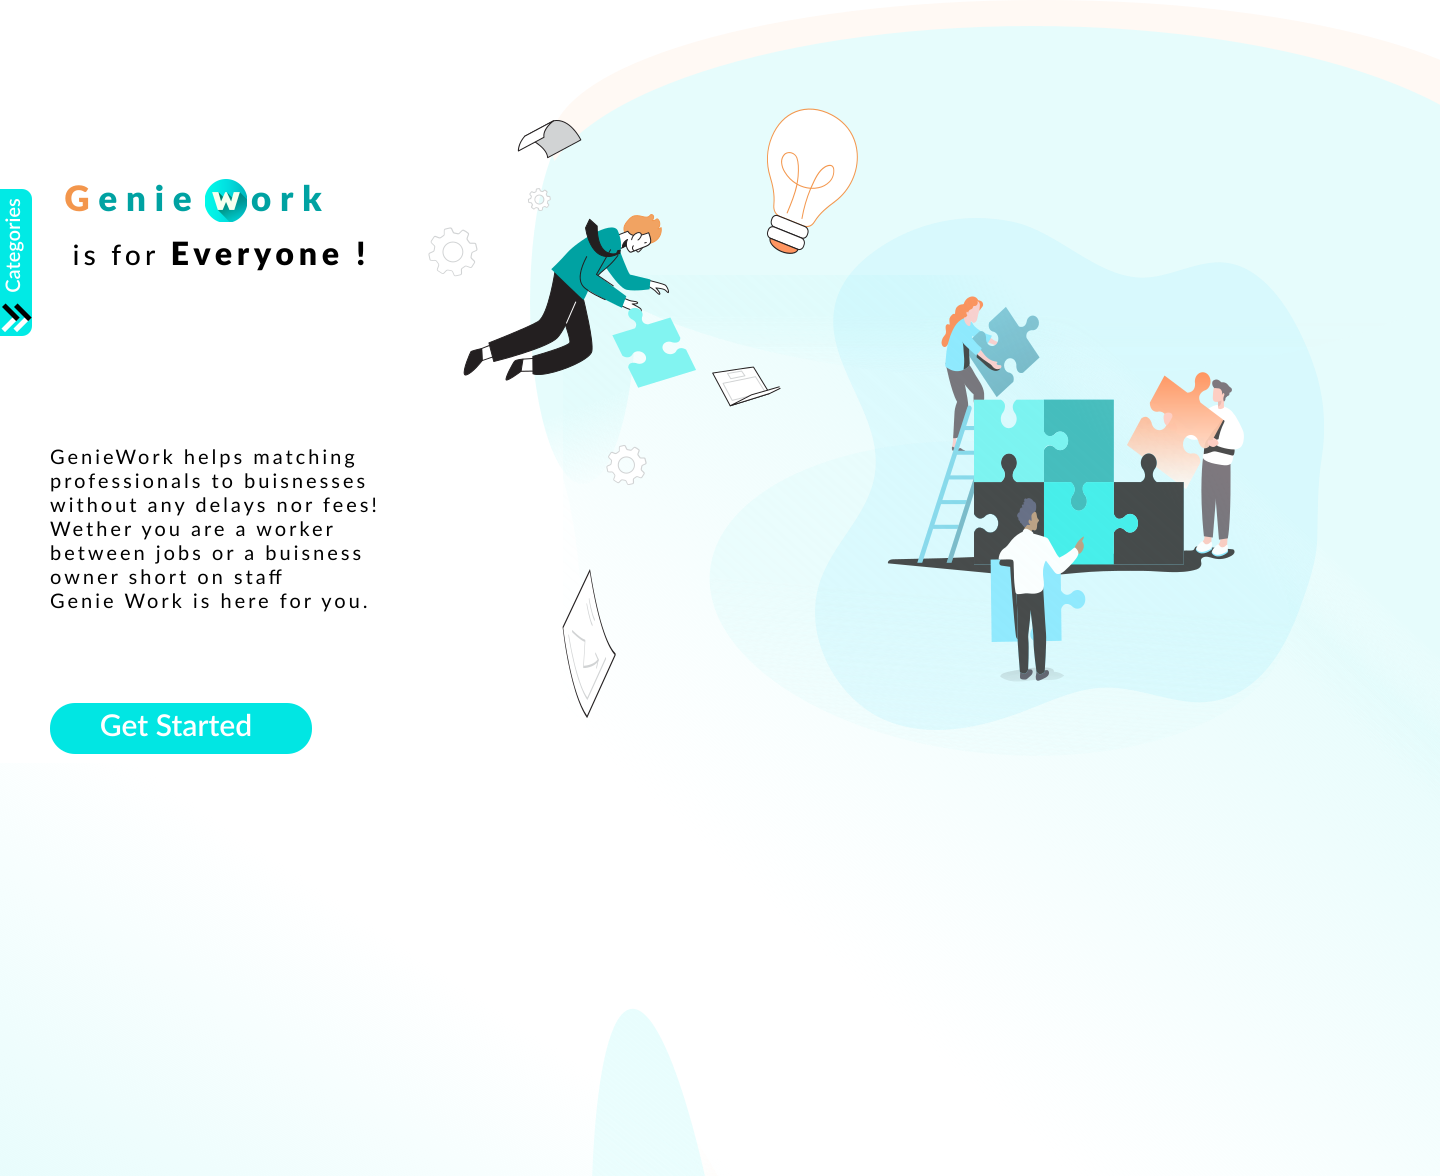 Genie Work
is for Everyone !
Categories
GenieWork helps matching
professionals to buisnesses
without any delays nor fees!
Wether you are a worker
between jobs or a buisness
owner short on staff
Genie Work is here for you.
Get Started